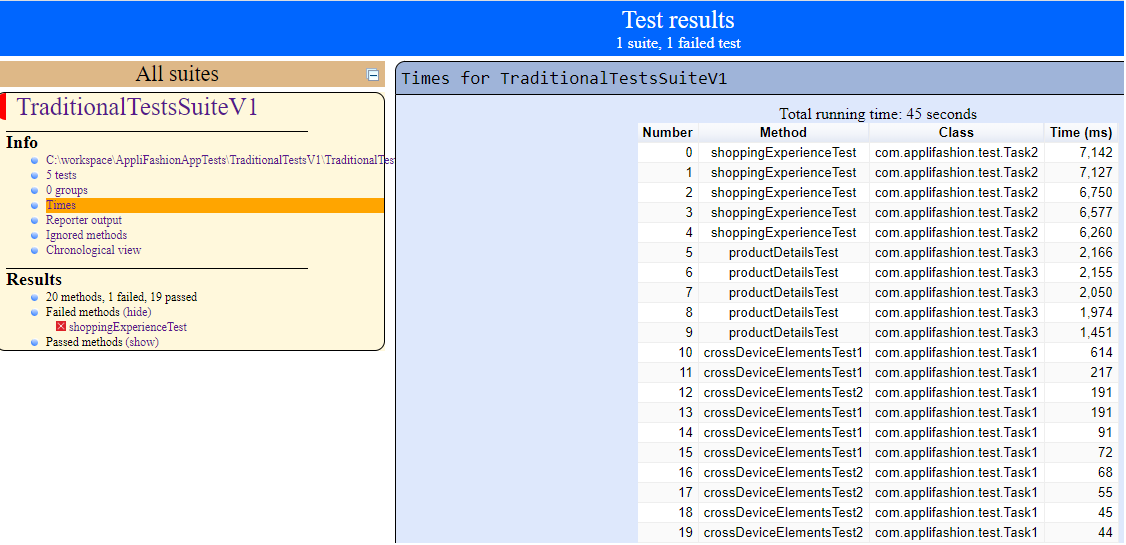 Test results
1 suite, 1 failed test
All suites
TraditionalTestsSuiteV1
Info
C:\workspace\AppliFashionAppTests\TraditionalTestsV1\TraditionalTes
5 tests
0 groups
Times
Reporter output
Ignored methods
Chronological view
Results
20 methods, 1 failed, 19 passed
Failed methods (hide)
shoppingExperienceTest
Passed methods (show)
Times for TraditionalTestsSuiteV1
Total running time: 45 seconds
Number Method Class Time (ms)
0 shoppingExperienceTest com.applifashion.test.Task2 7,142
1 shoppingExperienceTest com.applifashion.test.Task2 7,127
2 shoppingExperienceTest com.applifashion.test.Task2 6,750
3 shoppingExperienceTest com.applifashion.test.Task2 6,577
4 shoppingExperienceTest com.applifashion.test.Task2 6,260
5 productDetailsTest com.applifashion.test.Task3 2,166
6 productDetailsTest com.applifashion.test.Task3 2,155
7 productDetailsTest com.applifashion.test.Task3 2,050
8 productDetailsTest com.applifashion.test.Task3 1,974
9 productDetailsTest com.applifashion.test.Task3 1,451
10 crossDeviceElementsTest1 com.applifashion.test.Task1 614
11 crossDeviceElementsTest1 com.applifashion.test.Task1 217
12 crossDeviceElementsTest2 com.applifashion.test.Task1 191
13 crossDeviceElementsTest1 com.applifashion.test.Task1 191
14 crossDeviceElementsTest1 com.applifashion.test.Task1 91
15 crossDeviceElementsTest1 com.applifashion.test.Task1 72
16 crossDeviceElementsTest2 com.applifashion.test.Task1 68
17 crossDeviceElementsTest2 com.applifashion.test.Task1 55
18 crossDeviceElementsTest2 com.applifashion.test.Task1 45
19 crossDeviceElementsTest2 com.applifashion.test.Task1 44